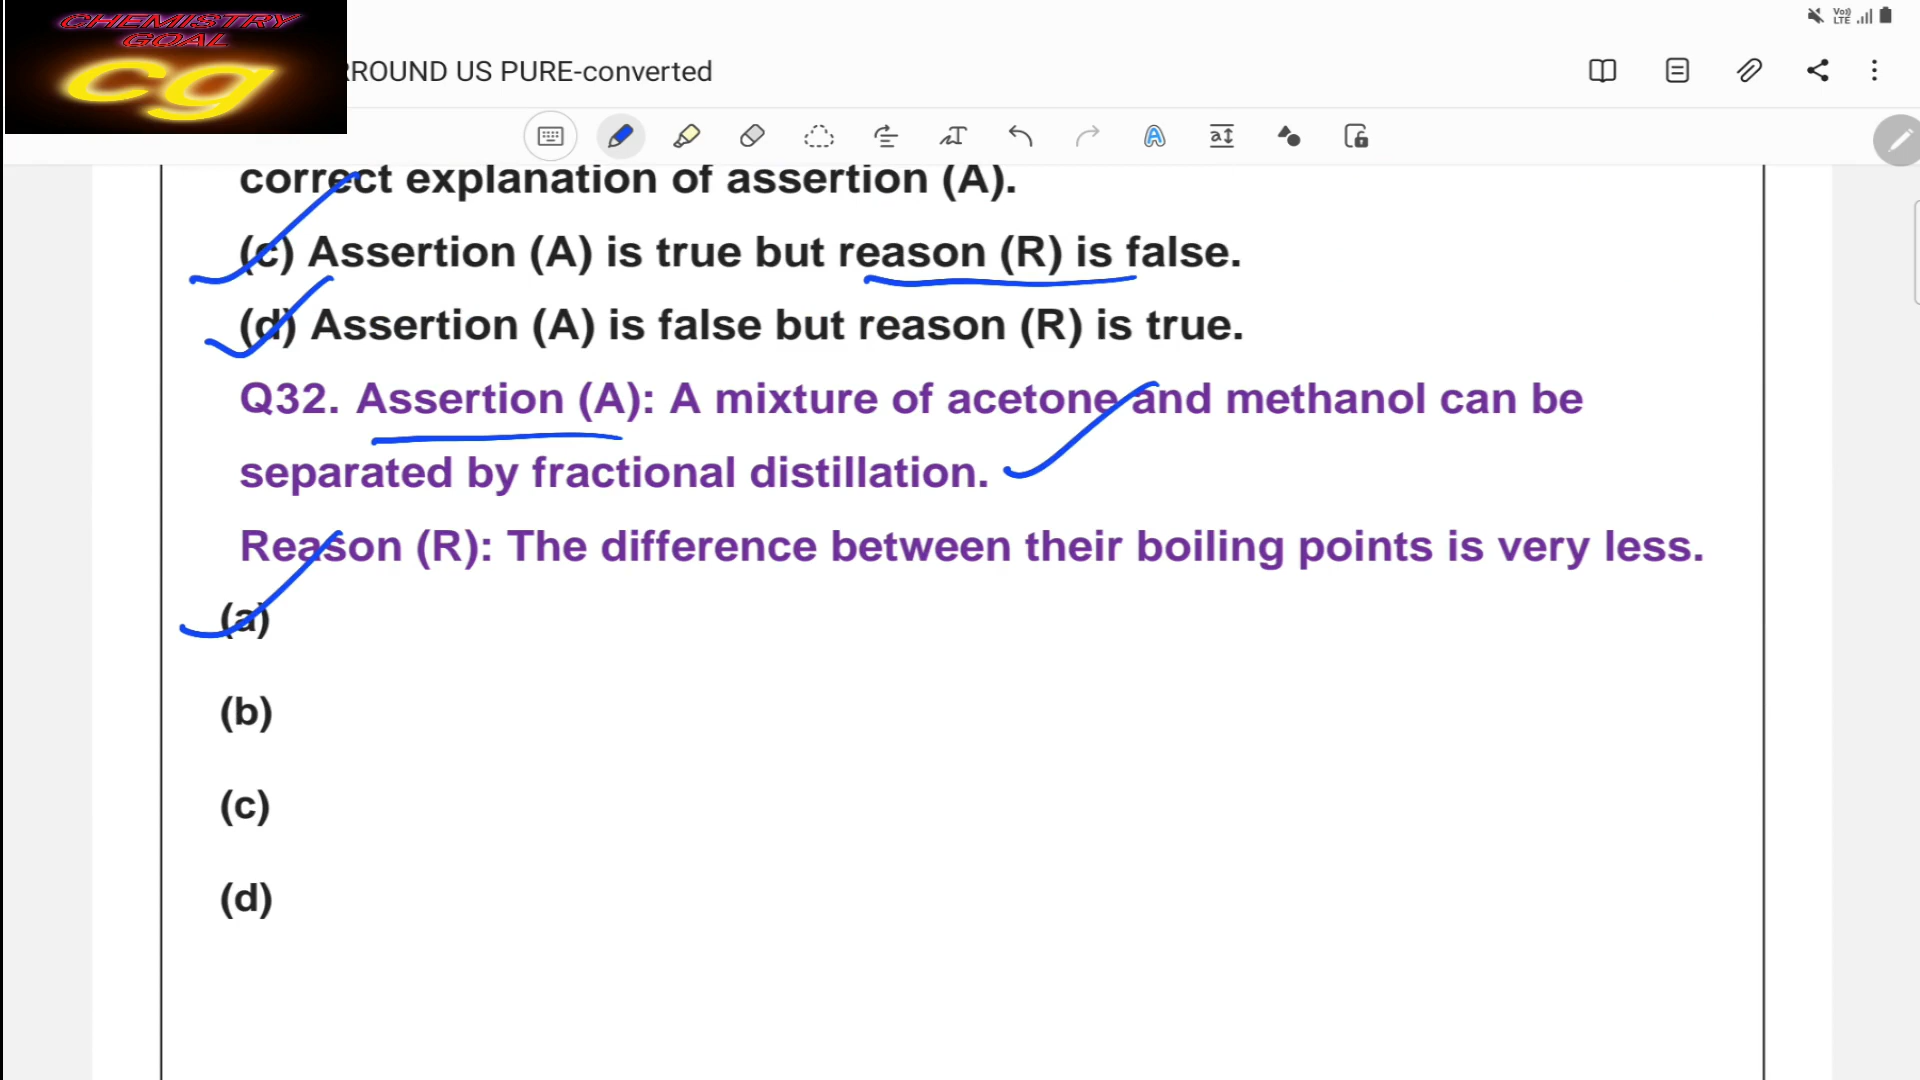 CHEMISTRY
GOAL
cg
RROUND US PURE-converted
correct explanation of assertion (A).
(c) Assertion (A) is true but reason (R) is false.
(d) Assertion (A) is false but reason (R) is true.
Q32. Assertion (A): A mixture of acetone and methanol can be
separated by fractional distillation.
Reason (R): The difference between their boiling points is very less.
(a)
(b)
(c)
(d)